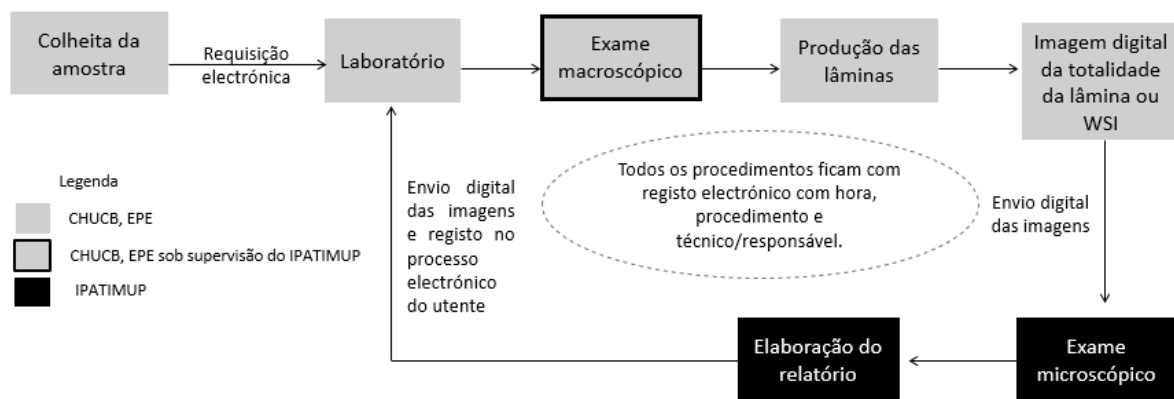 Colheita da
amostra
Requisição
electrónica
Laboratório
Exame
macroscópico
Produção das
lâminas
Imagem digital
da totalidade
da lâmina ou
WSI
Todos os procedimentos ficam com
registo electrónico com hora,
procedimento e
técnico/responsável.
Envio digital
das imagens
Envio digital
das imagens
e registo no
processo
electrónico
do utente
Legenda
CHUCB, EPE
CHUCB, EPE sob supervisão do IPATIMUP
IPATIMUP
Elaboração do
relatório
Exame
microscópico